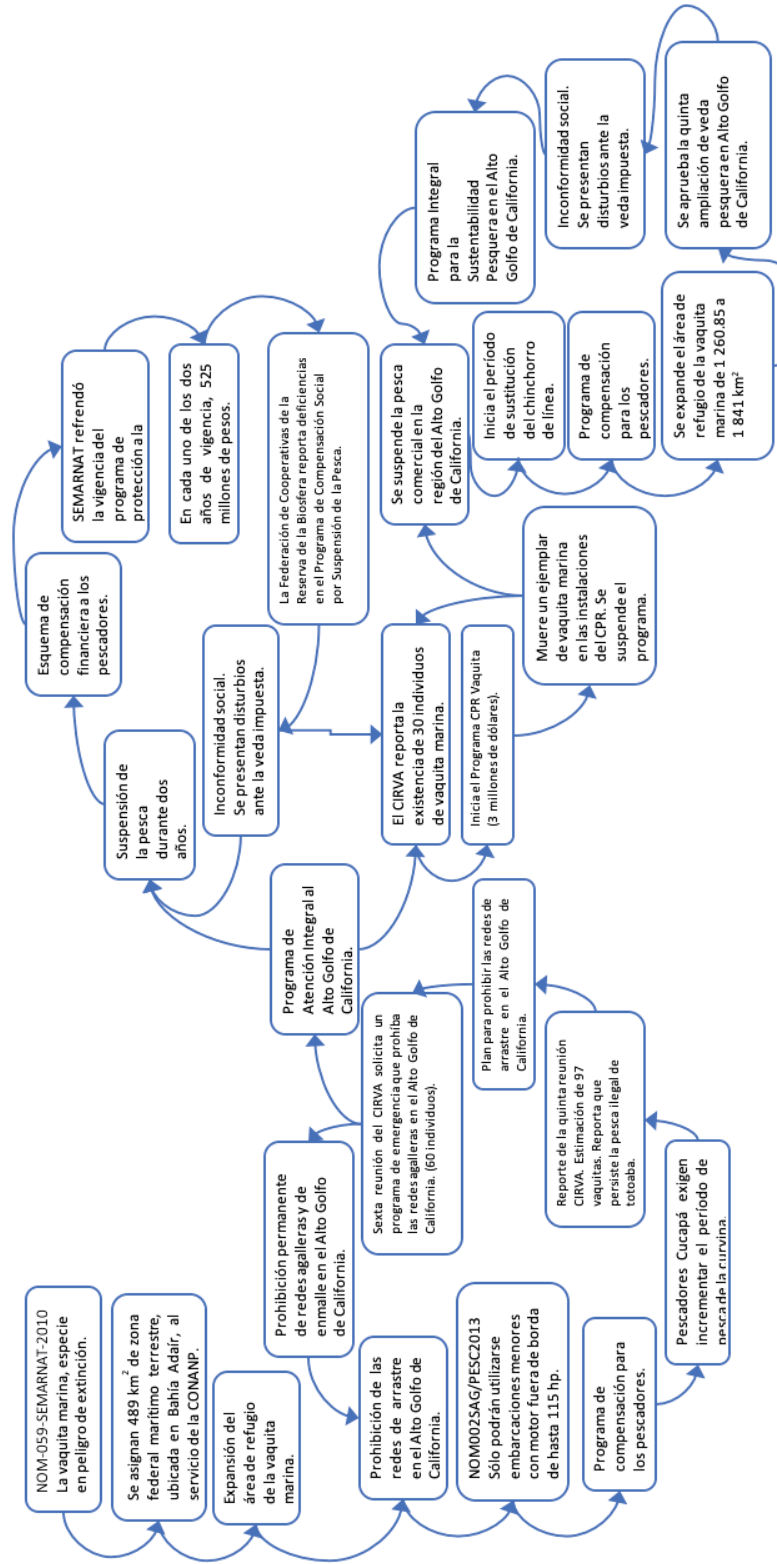 NOM-059-SEMARNAT-2010
La vaquita marina, especie
en peligro de extinción.
Se asignan 489 km² de zona
federal marítimo terrestre,
ubicada en Bahía Adair, al
servicio de la CONANP.
Expansión del
área de refugio
de la vaquita
marina.
Prohibición de las
redes de arrastre
en el Alto Golfo de
California.
NOM002SAG/PESC2013
Sólo podrán utilizarse
embarcaciones menores
con motor fuera de borda
de hasta 115 hp.
Programa de
compensación para
los pescadores.
Pescadores Cucapá exigen
incrementar el período de
pesca de la curvina.
Reporte de la quinta reunión
CIRVA. Estimación de 97
vaquitas. Reporta que
persiste la pesca ilegal de
totoaba.
Plan para prohibir las redes de
arrastre en el Alto Golfo de
California.
Sexta reunión del CIRVA solicita un
programa de emergencia que prohíba
las redes agalleras en el Alto Golfo de
California. (60 individuos).
Prohibición permanente
de redes agalleras y de
enmalle en el Alto Golfo
de California.
Programa de
Atención Integral al
Alto Golfo de
California.
Suspensión de
la pesca
durante dos
años.
Esquema de
compensación
financiera a los
pescadores.
SEMARNAT refrendó
la vigencia del
programa de
protección a la
En cada uno de los dos
años de vigencia, 525
millones de pesos.
La Federación de Cooperativas de la
Reserva de la Biosfera reporta deficiencias
en el Programa de Compensación Social
por Suspensión de la Pesca.
Inconformidad social.
Se presentan disturbios
ante la veda impuesta.
El CIRVA reporta la
existencia de 30 individuos
de vaquita marina.
Inicia el Programa CPR Vaquita
(3 millones de dólares).
Muere un ejemplar
de vaquita marina
en las instalaciones
del CPR. Se
suspende el
programa.
Se suspende la pesca
comercial en la
región del Alto Golfo
de California.
Inicia el período
de sustitución
del chinchorro
de línea.
Programa de
compensación
para los
pescadores.
Se expande el área de
refugio de la vaquita
marina de 1 260.85 a
1 841 km²
Se aprueba la quinta
ampliación de veda
pesquera en Alto Golfo
de California.
Inconformidad social.
Se presentan
disturbios ante la
veda impuesta.
Programa Integral
para la
Sustentabilidad
Pesquera en el Alto
Golfo de California.